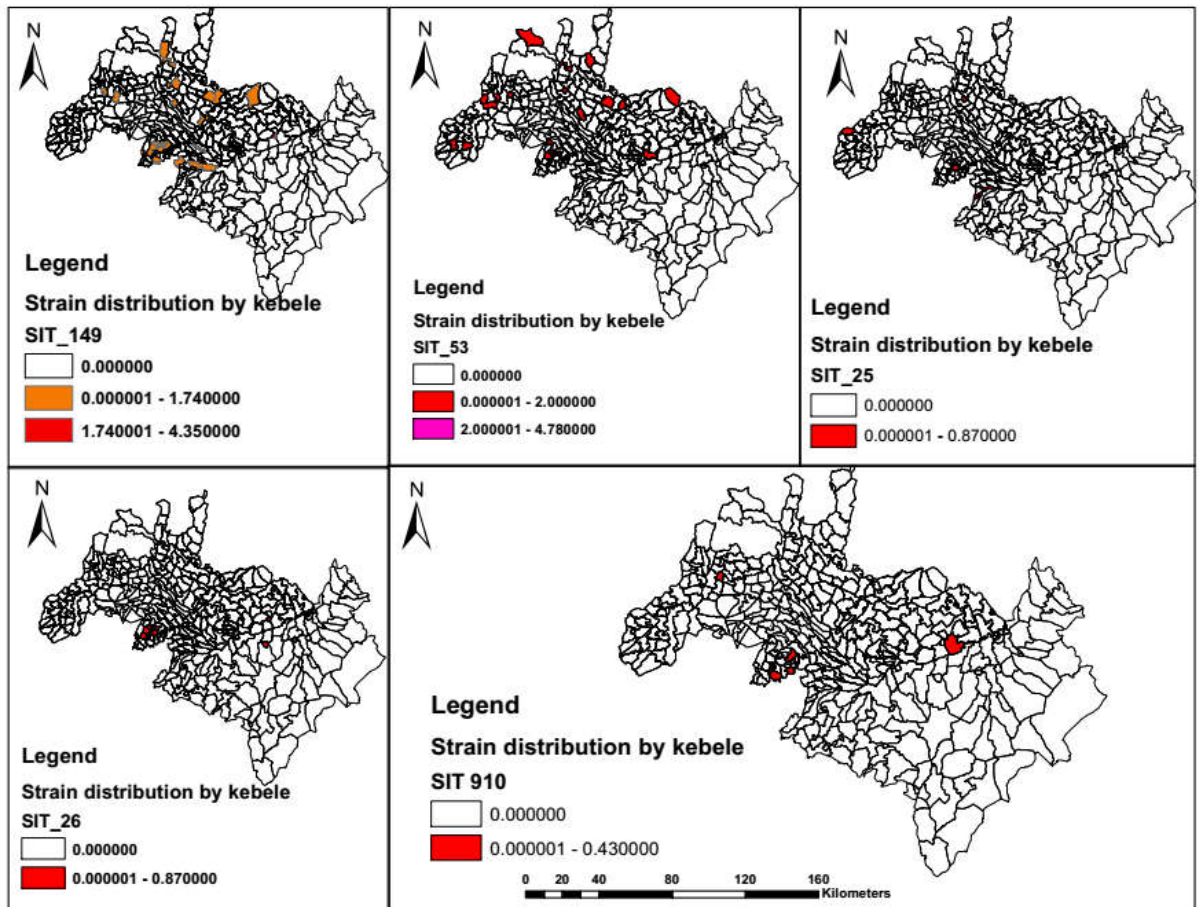 N
Legend
Strain distribution by kebele
SIT_149
0.000000
0.000001 - 1.740000
1.740001 - 4.350000
N
Legend
Strain distribution by kebele
SIT_53
0.000000
0.000001 - 2.000000
2.000001 - 4.780000
N
Legend
Strain distribution by kebele
SIT_25
0.000000
0.000001 - 0.870000
N
Legend
Strain distribution by kebele
SIT_26
0.000000
0.000001 - 0.870000
N
Legend
Strain distribution by kebele
SIT 910
0.000000
0.000001 - 0.430000
0 20 40 80 120 160
Kilometers